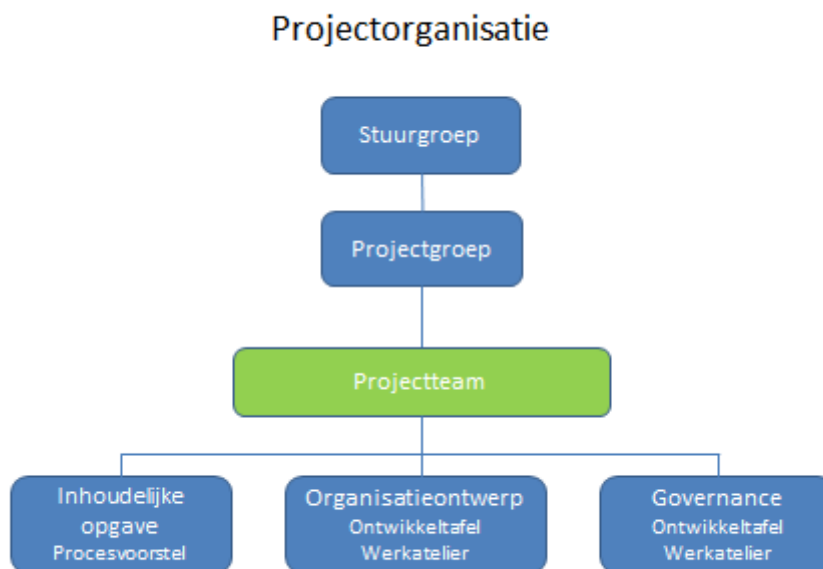 Projectorganisatie
Stuurgroep
Projectgroep
Projectteam
Inhoudelijke
opgave
Procesvoorstel
Organisatieontwerp
Ontwikkeltafel
Werkatelier
Governance
Ontwikkeltafel
Werkatelier